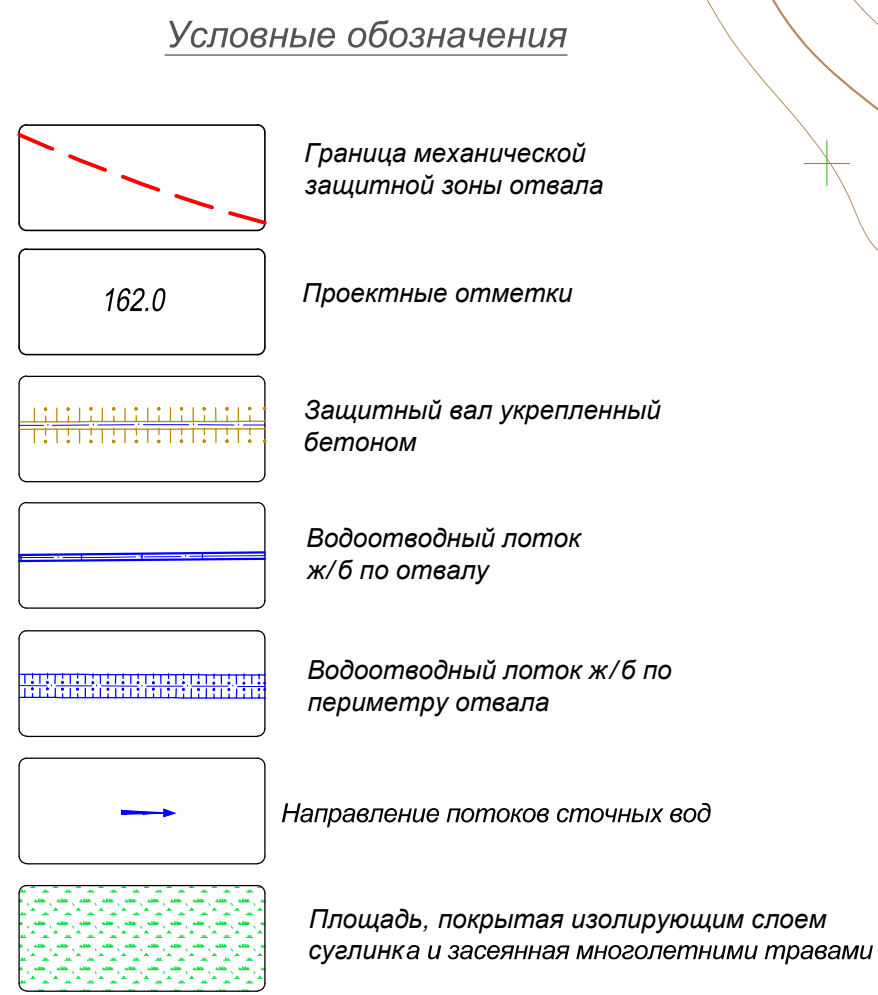 Условные обозначения
Граница механической
защитной зоны отвала
162.0
Проектные отметки
Защитный вал укрепленный
бетоном
Водоотводный лоток
ж/б по отвалу
Водоотводный лоток ж/б по
периметру отвала
Направление потоков сточных вод
Площадь, покрытая изолирующим слоем
суглинка и засеянная многолетними травами